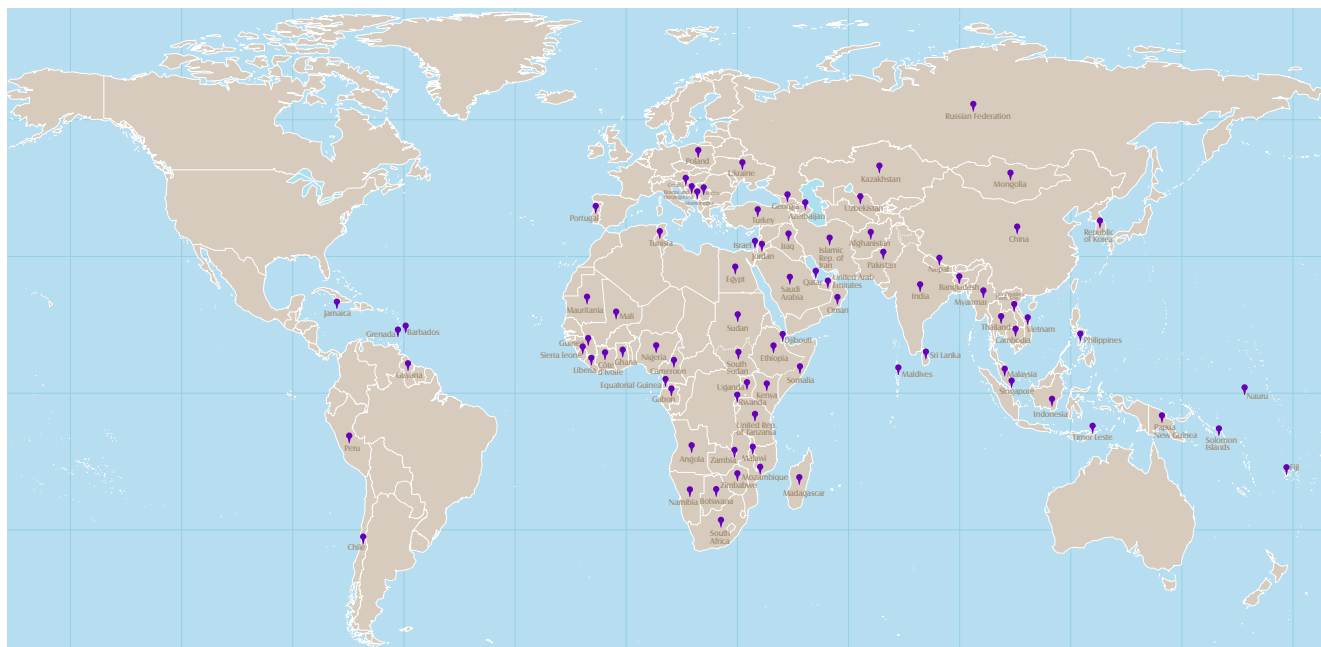 Russian Federation
Poland
Ukraine
Kazakhstan
Mongolia
Georgia
Azerbaijan
Uzbekistan
Portugal
Turkey
Republic
of Korea
China
Tunisia
Israel
Jordan
Iraq
Islamic
Rep. of
Iran
Afghanistan
Pakistan
Nepal
Egypt
Saudi
Arabia
Qatar
United Arab
Emirates
Oman
India
Bangladesh
Myanmar
Jamaica
Mauritania
Mali
Sudan
Grenada
Barbados
Djibouti
Thailand
Vietnam
Cambodia
Philippines
Guinea
Sierra leone
Liberia
Côte
d'Ivoire
Ghana
Nigeria
Cameroon
South
Sudan
Ethiopia
Somalia
Sri Lanka
Maldives
Malaysia
Singapore
Guyana
Equatorial Guinea
Gabon
Uganda
Kenya
Rwanda
Nauru
Indonesia
United Rep.
of Tanzania
Papua
New Guinea
Timor Leste
Solomon
Islands
Peru
Angola
Zambia
Malawi
Mozambique
Fiji
Zimbabwe
Madagascar
Namibia
Botswana
South
Africa
Chile